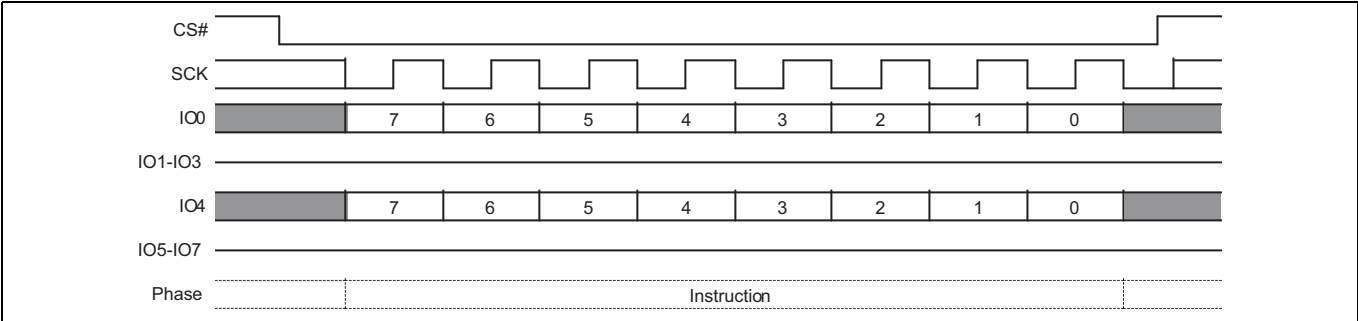 CS#
SCK
IO0 7 6 5 4 3 2 1 0
IO1-IO3
IO4 7 6 5 4 3 2 1 0
IO5-IO7
Phase Instruction